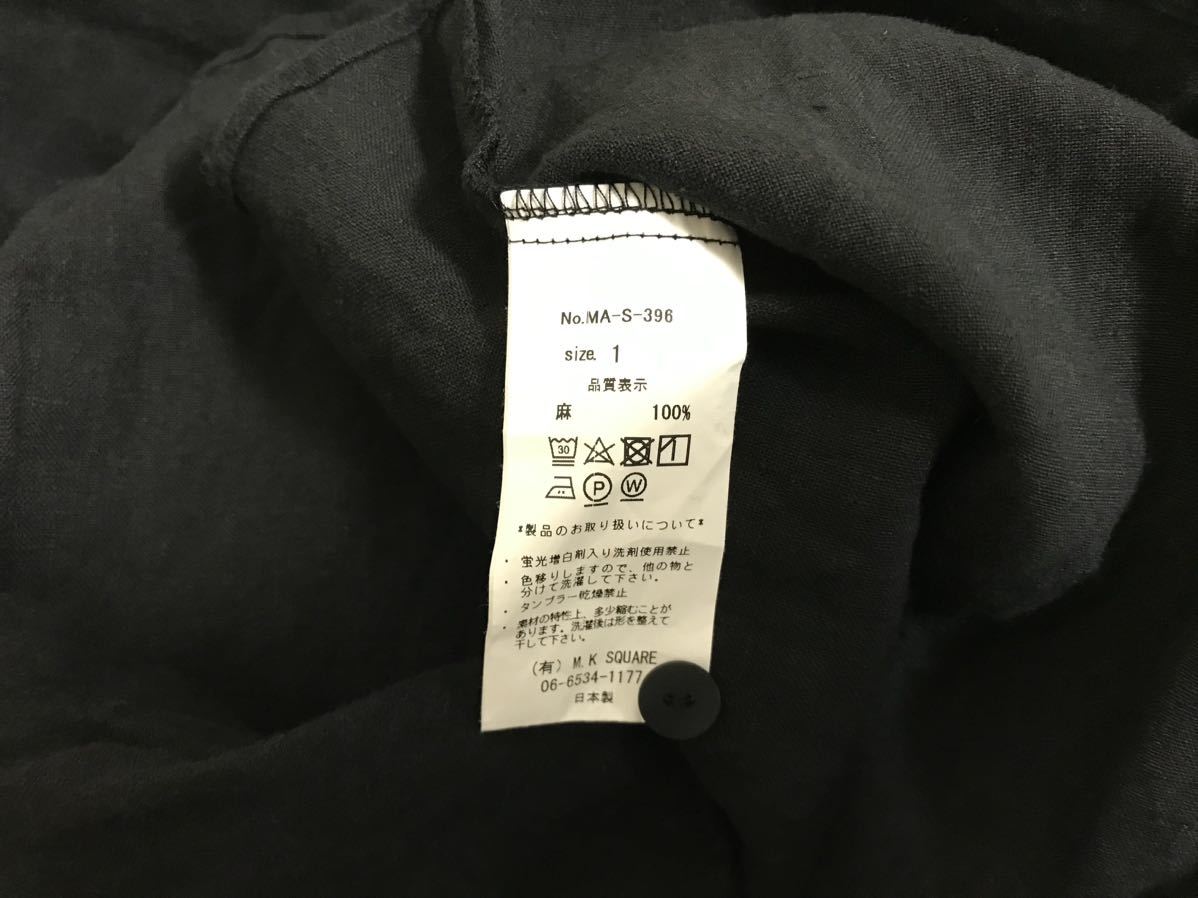 No.MA-S-396
size. 1
品質表示
麻 100%
30
P W
*製品のお取り扱いについて*
・ 蛍光増白剤入り洗剤使用禁止
・ 色移りしますので、他の物と
分けて洗濯して下さい。
・ タンブラー乾燥禁止
・ 素材の特性上、多少縮むことが
あります。洗濯後は形を整えて
干して下さい。
(有) M.K SQUARE
06-6534-1177
日本製